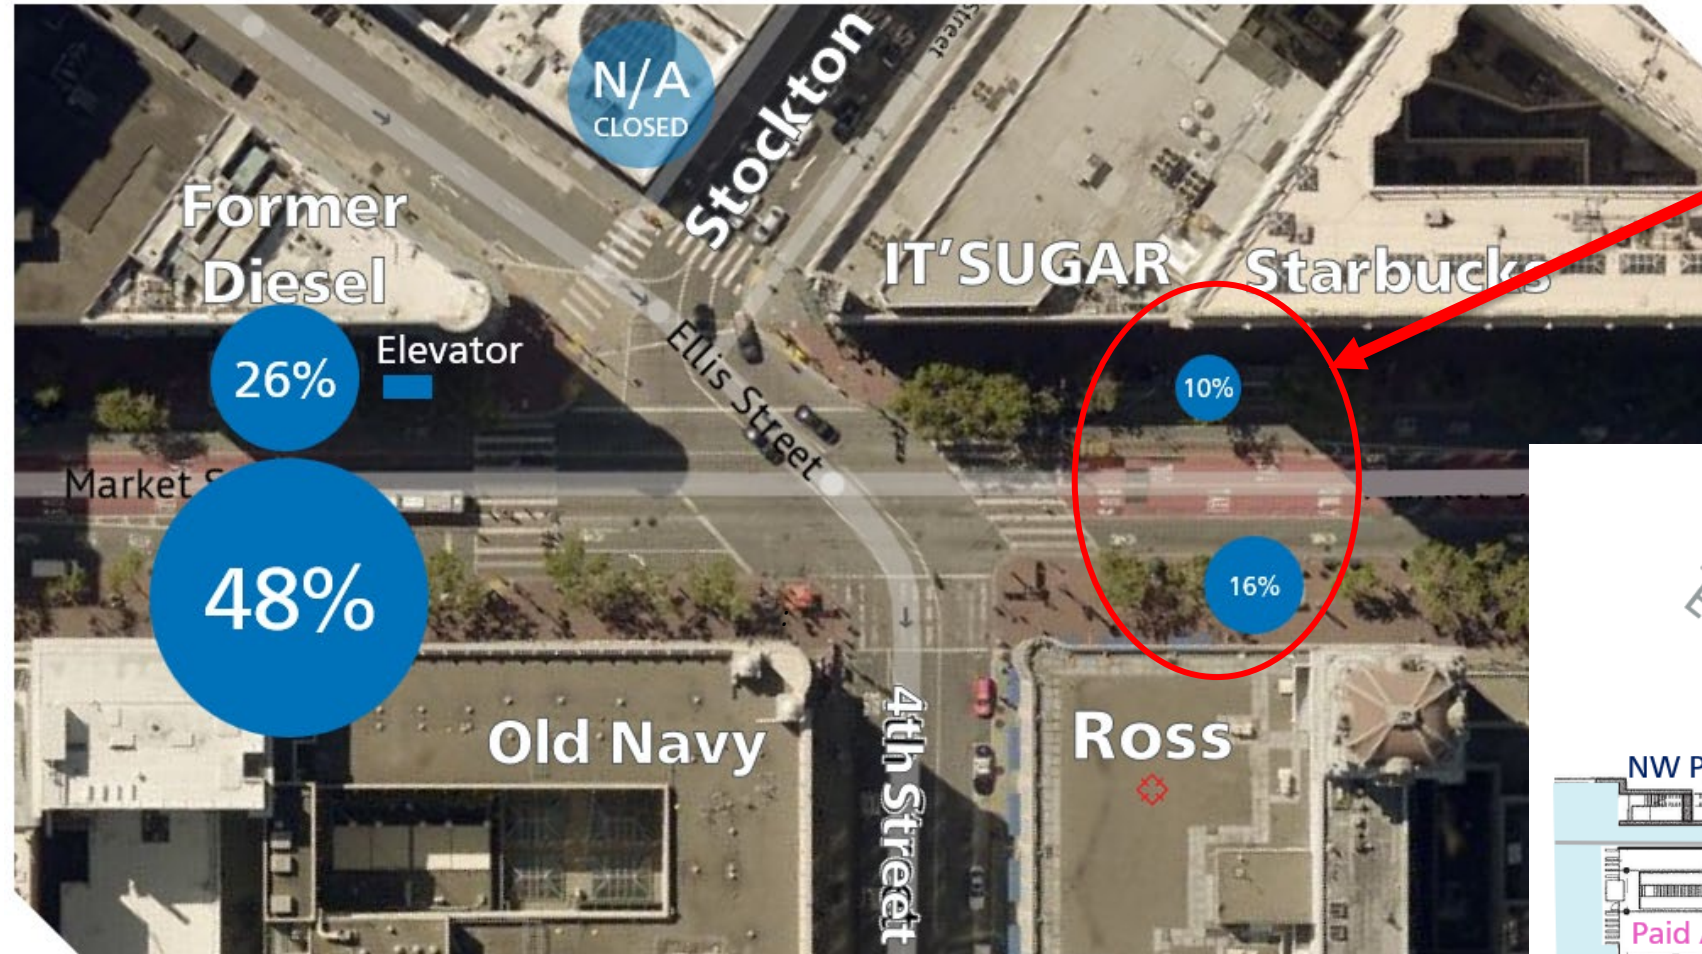 N/A
CLOSED
Stockton
Street
Former
Diesel
IT'SUGAR
Starbucks
26%
Elevator
Ellis Street
10%
Market
48%
16%
Old Navy
4th Street
Ross
NW P
Paid